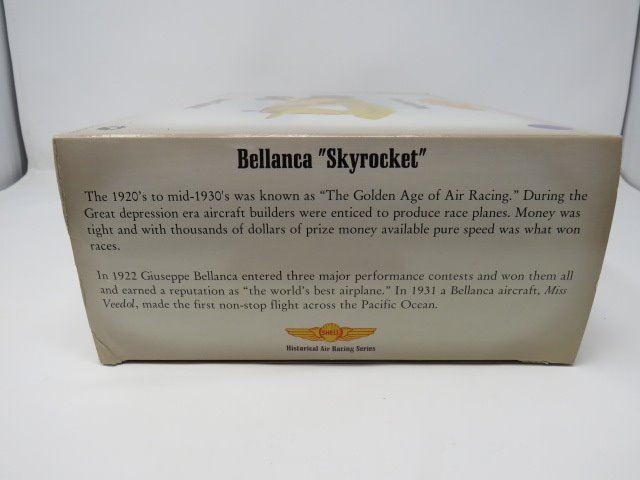 Bellanca "Skyrocket"
The 1920's to mid-1930's was known as "The Golden Age of Air Racing." During the
Great depression era aircraft builders were enticed to produce race planes. Money was
tight and with thousands of dollars of prize money available pure speed was what won
races.
In 1922 Giuseppe Bellanca entered three major performance contests and won them all
and earned a reputation as "the world's best airplane." In 1931 a Bellanca aircraft, Miss
Veedol, made the first non-stop flight across the Pacific Ocean.
SHELL
Historical Air Racing Series